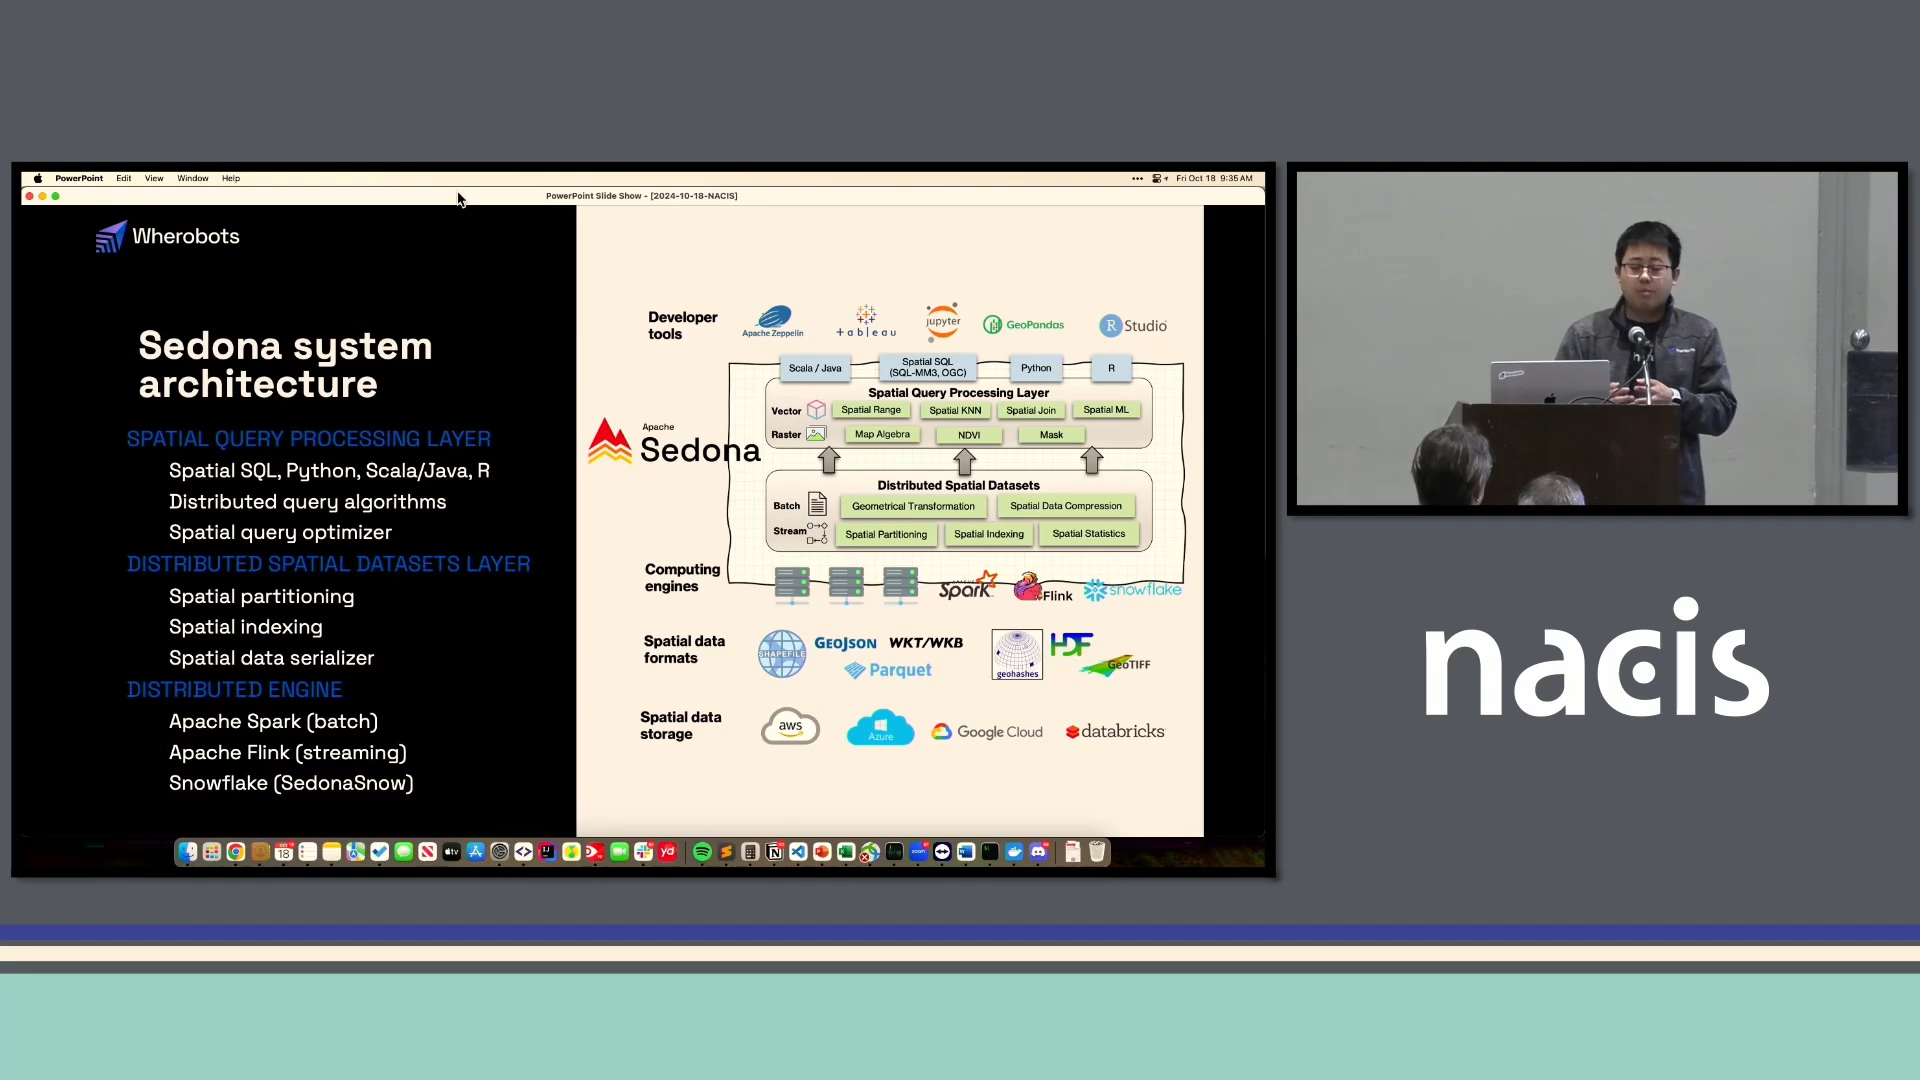 PowerPoint Edit View Window Help
Fri Oct 18 9:35 AM
PowerPoint Slide Show - [2024-10-18-NACIS]
Wherobots
Sedona system
architecture
SPATIAL QUERY PROCESSING LAYER
Spatial SQL, Python, Scala/Java, R
Distributed query algorithms
Spatial query optimizer
DISTRIBUTED SPATIAL DATASETS LAYER
Spatial partitioning
Spatial indexing
Spatial data serializer
DISTRIBUTED ENGINE
Apache Spark (batch)
Apache Flink (streaming)
Snowflake (SedonaSnow)
Developer
tools
Apache Zeppelin
+ableau
jupyter
GeoPandas
R Studio
Scala / Java
Spatial SQL
(SQL-MM3, OGC)
Python
R
Apache
Sedona
Spatial Query Processing Layer
Vector
Spatial Range
Spatial KNN
Spatial Join
Spatial ML
Raster
Map Algebra
NDVI
Mask
Distributed Spatial Datasets
Batch
Geometrical Transformation
Spatial Data Compression
Stream
Spatial Partitioning
Spatial Indexing
Spatial Statistics
Computing
engines
Spark
Flink
snowflake
Spatial data
formats
SHAPEFILE
GeoJSON
WKT/WKB
Parquet
geohashes
HDF
GeoTIFF
Spatial data
storage
aws
Azure
Google Cloud
databricks
18
tv
yd
zoom
nacis